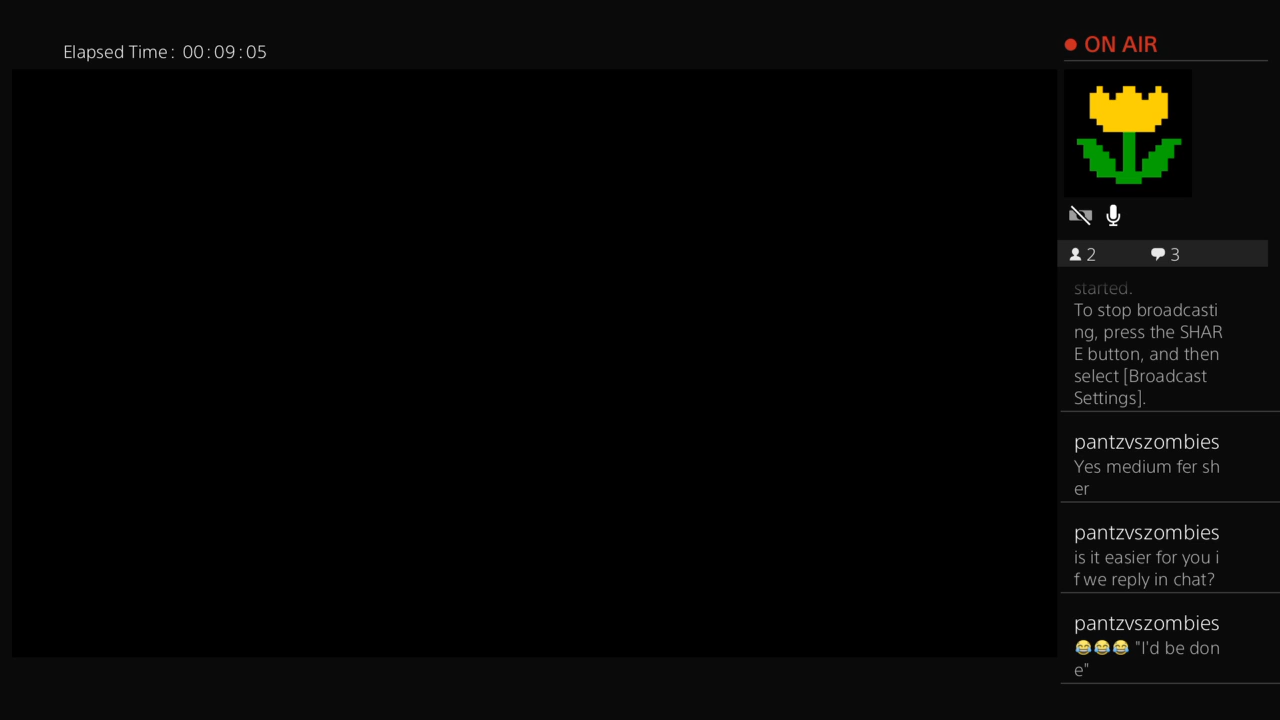 Elapsed Time: 00:09:05
ON AIR
2 3
started.
To stop broadcasti
ng, press the SHAR
E button, and then
select [Broadcast
Settings].
pantzvszombies
Yes medium fer sh
er
pantzvszombies
is it easier for you i
f we reply in chat?
pantzvszombies
😂😂😂 "I'd be don
e"